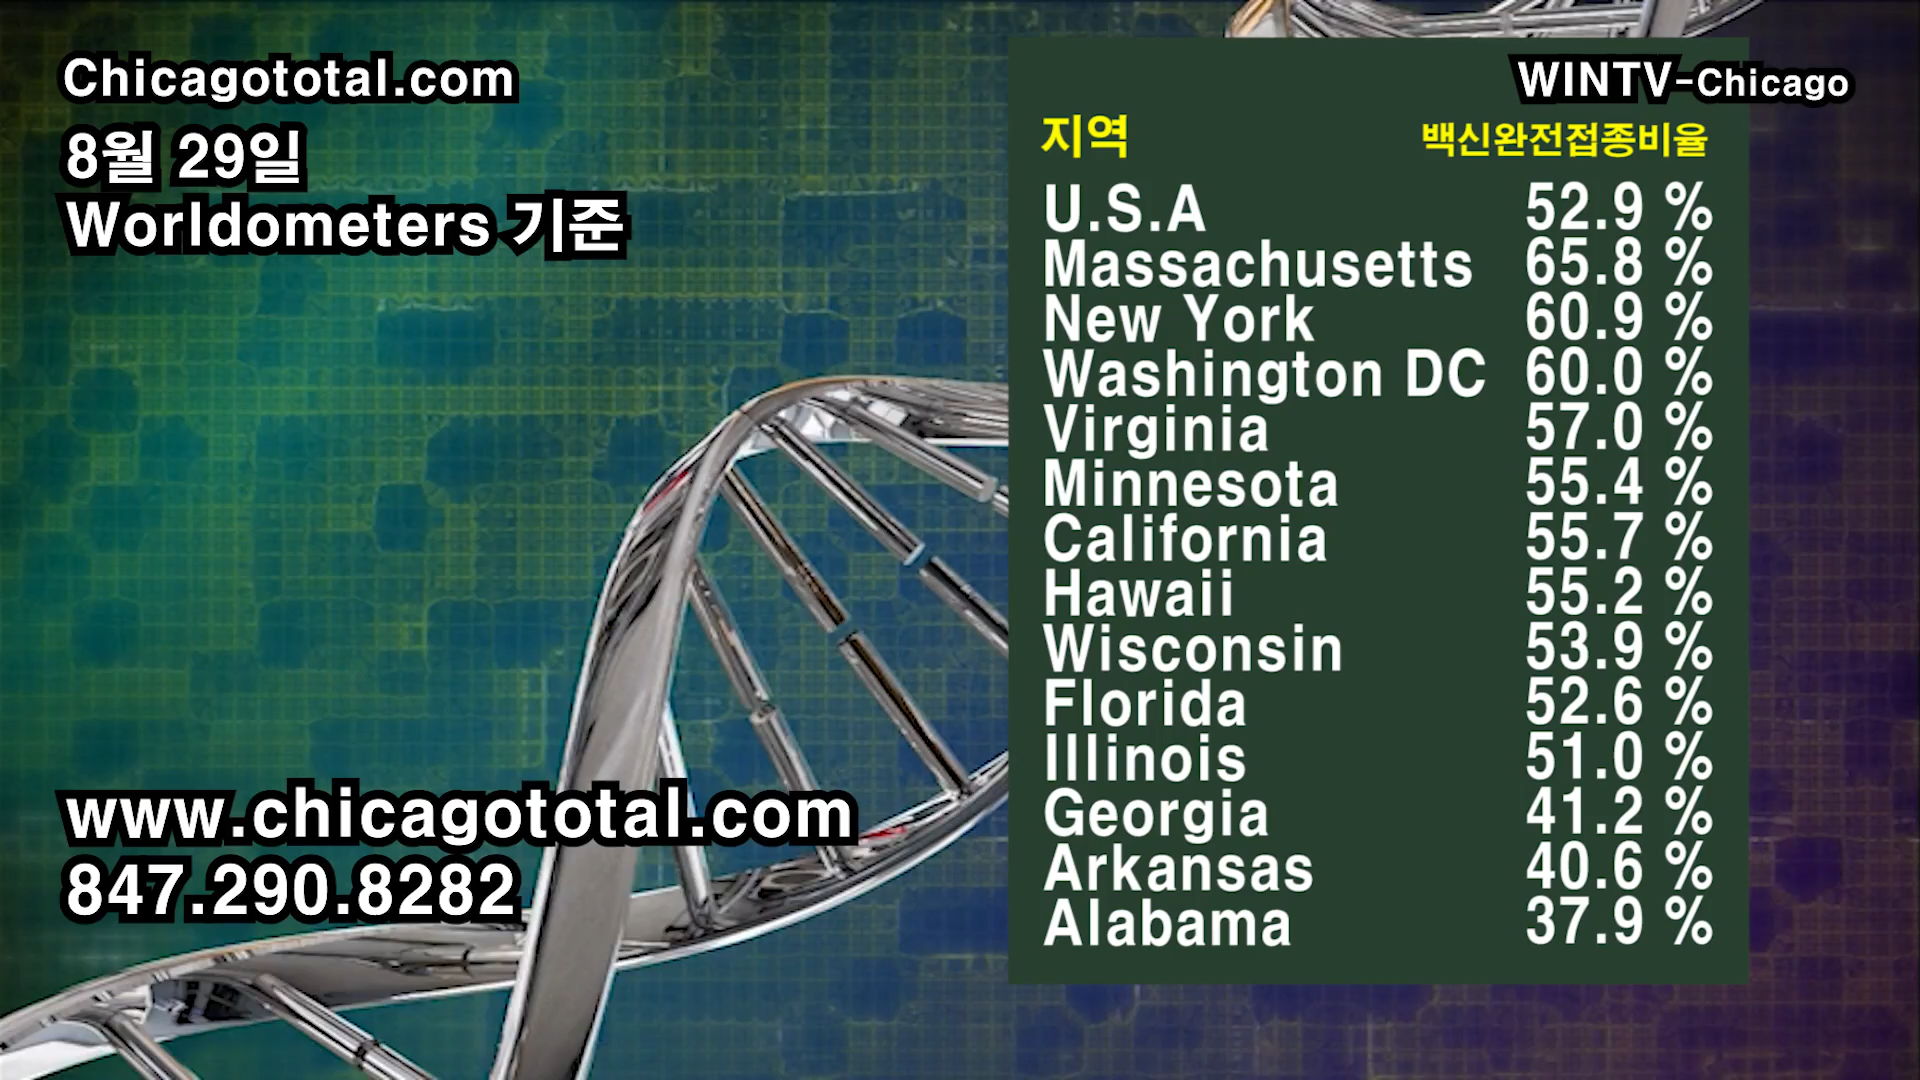 Chicagototal.com
8월 29일
Worldometers 기준
WINTV-Chicago
지역 백신완전접종비율
U.S.A 52.9 %
Massachusetts 65.8 %
New York 60.9 %
Washington DC 60.0 %
Virginia 57.0 %
Minnesota 55.4 %
California 55.7 %
Hawaii 55.2 %
Wisconsin 53.9 %
Florida 52.6 %
Illinois 51.0 %
Georgia 41.2 %
Arkansas 40.6 %
Alabama 37.9 %
www.chicagototal.com
847.290.8282